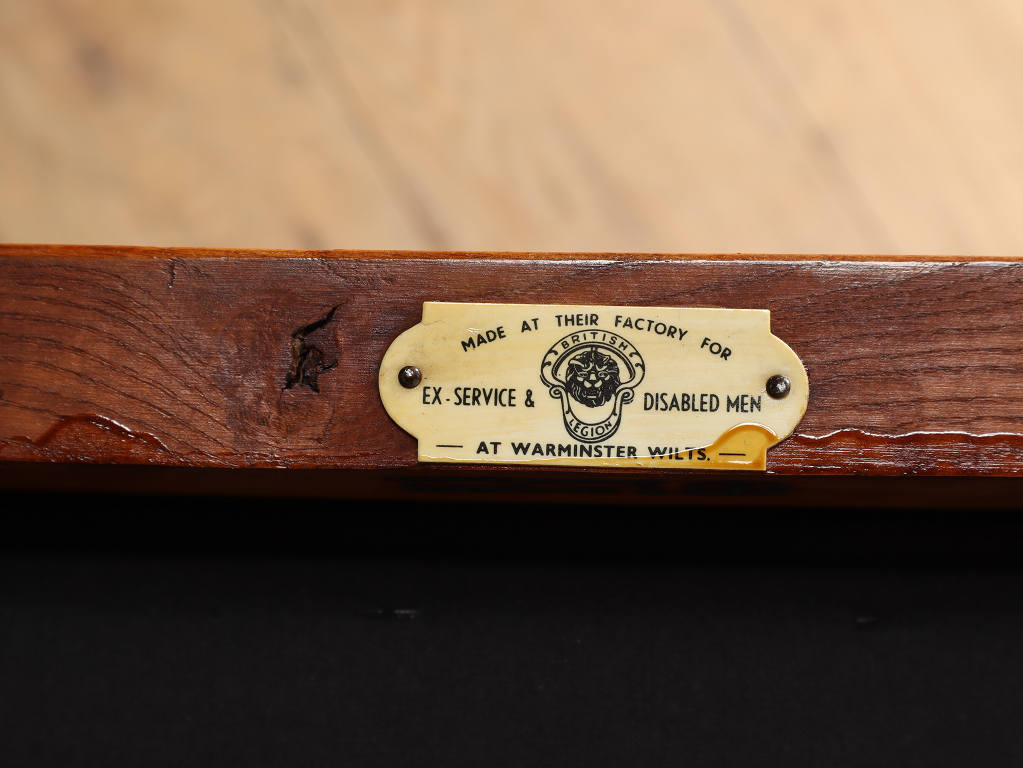 MADE AT THEIR FACTORY FOR
BRITISH
EX-SERVICE & DISABLED MEN
LEGION
— AT WARMINSTER WILTS. —